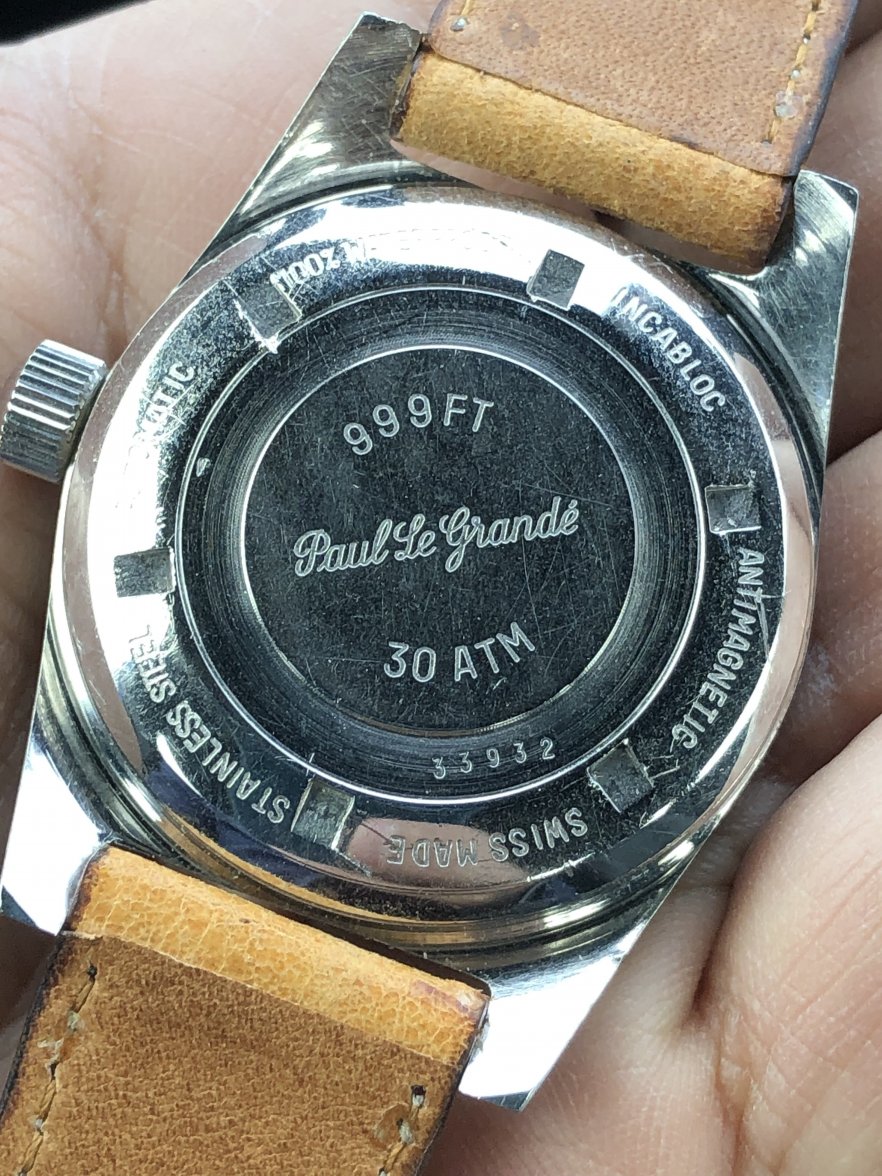 999FT
Paul Le Grandé
30 ATM
33932
100% WATERPROOF
INCABLOC
ANTIMAGNETIC
SWISS MADE
STAINLESS STEEL